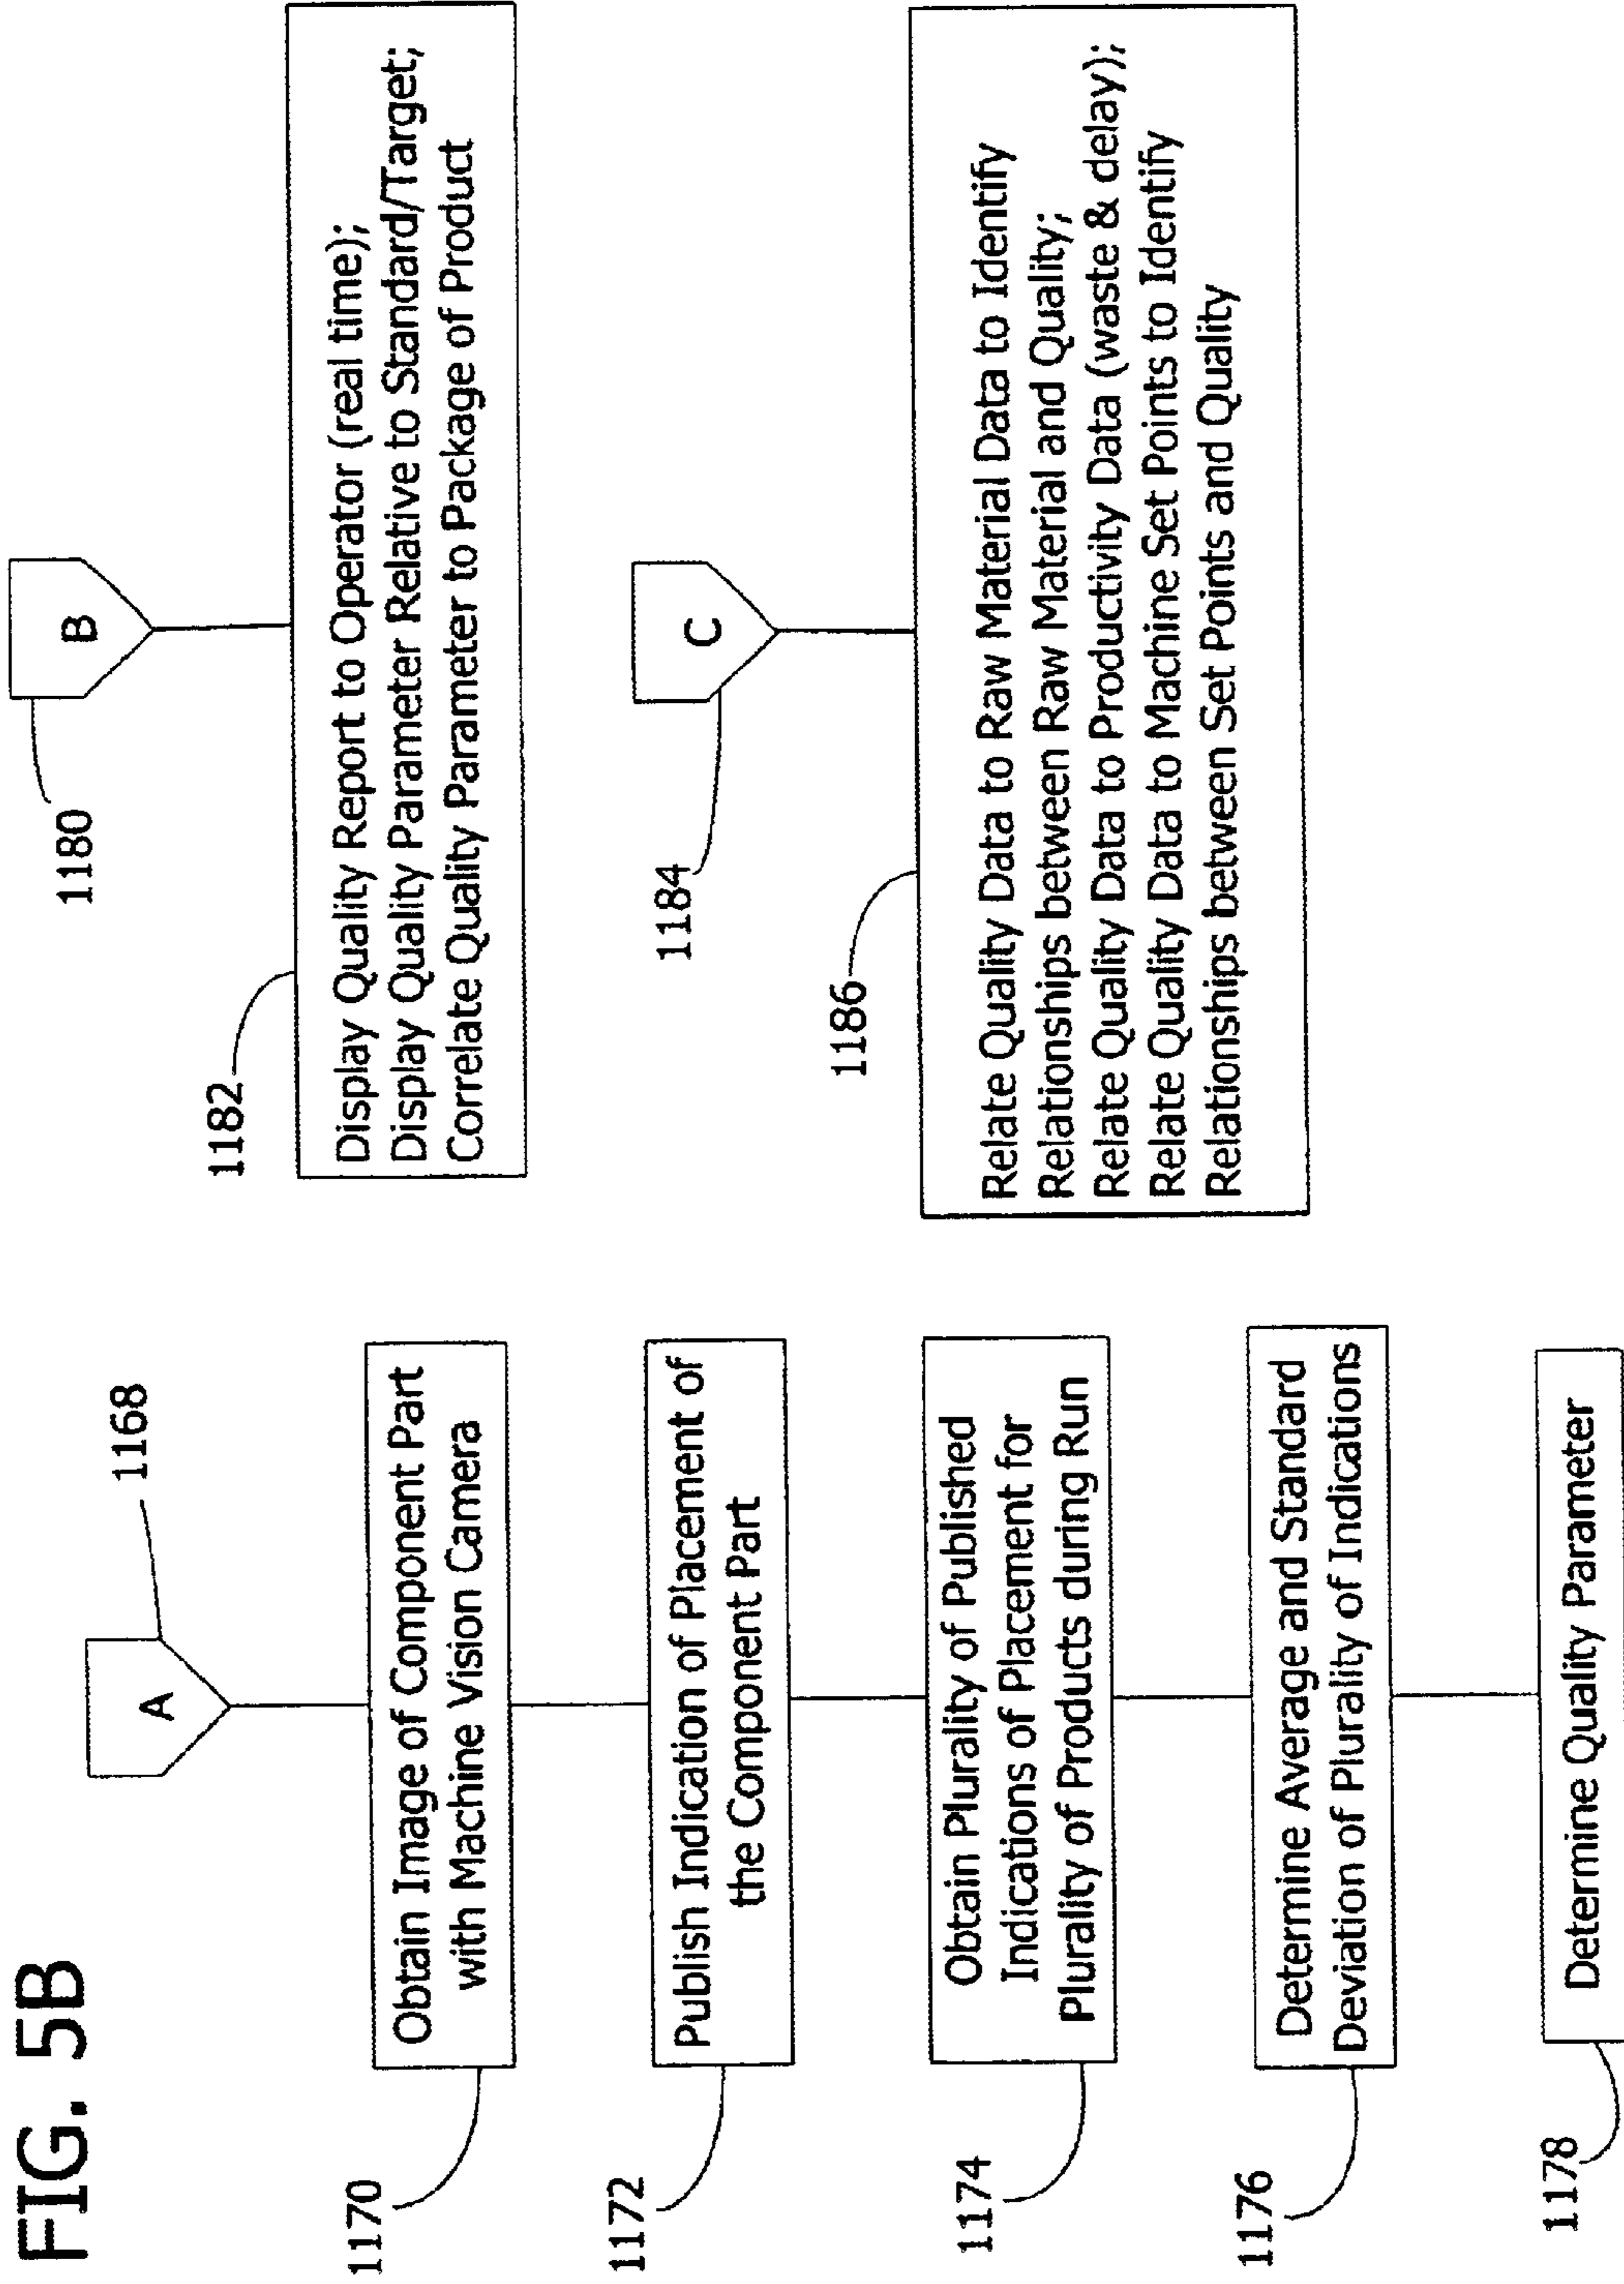 FIG. 5B
A
1168
1170
Obtain Image of Component Part
with Machine Vision Camera
1172
Publish Indication of Placement of
the Component Part
1174
Obtain Plurality of Published
Indications of Placement for
Plurality of Products during Run
1176
Determine Average and Standard
Deviation of Plurality of Indications
1178
Determine Quality Parameter
B
1180
1182
Display Quality Report to Operator (real time);
Display Quality Parameter Relative to Standard/Target;
Correlate Quality Parameter to Package of Product
C
1184
1186
Relate Quality Data to Raw Material Data to Identify
Relationships between Raw Material and Quality;
Relate Quality Data to Productivity Data (waste & delay);
Relate Quality Data to Machine Set Points to Identify
Relationships between Set Points and Quality